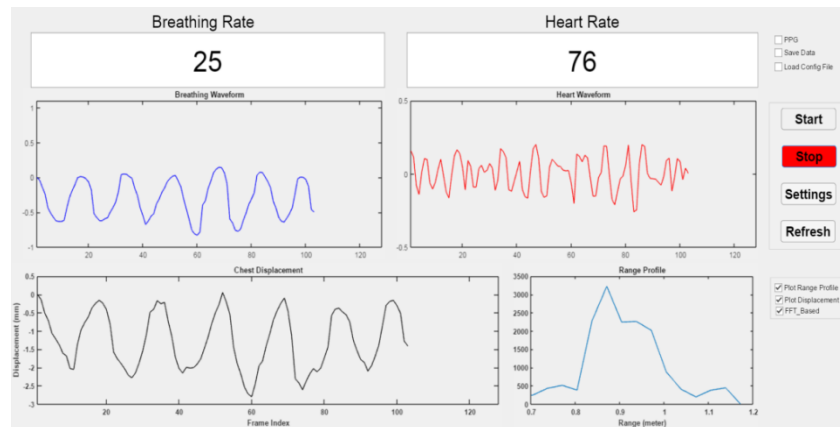 Breathing Rate
Heart Rate
25
76
PPG
Save Data
Load Config File
Breathing Waveform
1
0.5
0
-0.5
-1
20 40 60 80 100 120
Heart Waveform
0.5
0
-0.5
20 40 60 80 100 120
Start
Stop
Settings
Refresh
Chest Displacement
Displacement (mm)
0.5
0
-0.5
-1
-1.5
-2
-2.5
-3
0 20 40 60 80 100 120
Frame Index
Range Profile
3500
3000
2500
2000
1500
1000
500
0
0.7 0.8 0.9 1 1.1 1.2
Range (meter)
Plot Range Profile
Plot Displacement
FFT_Based